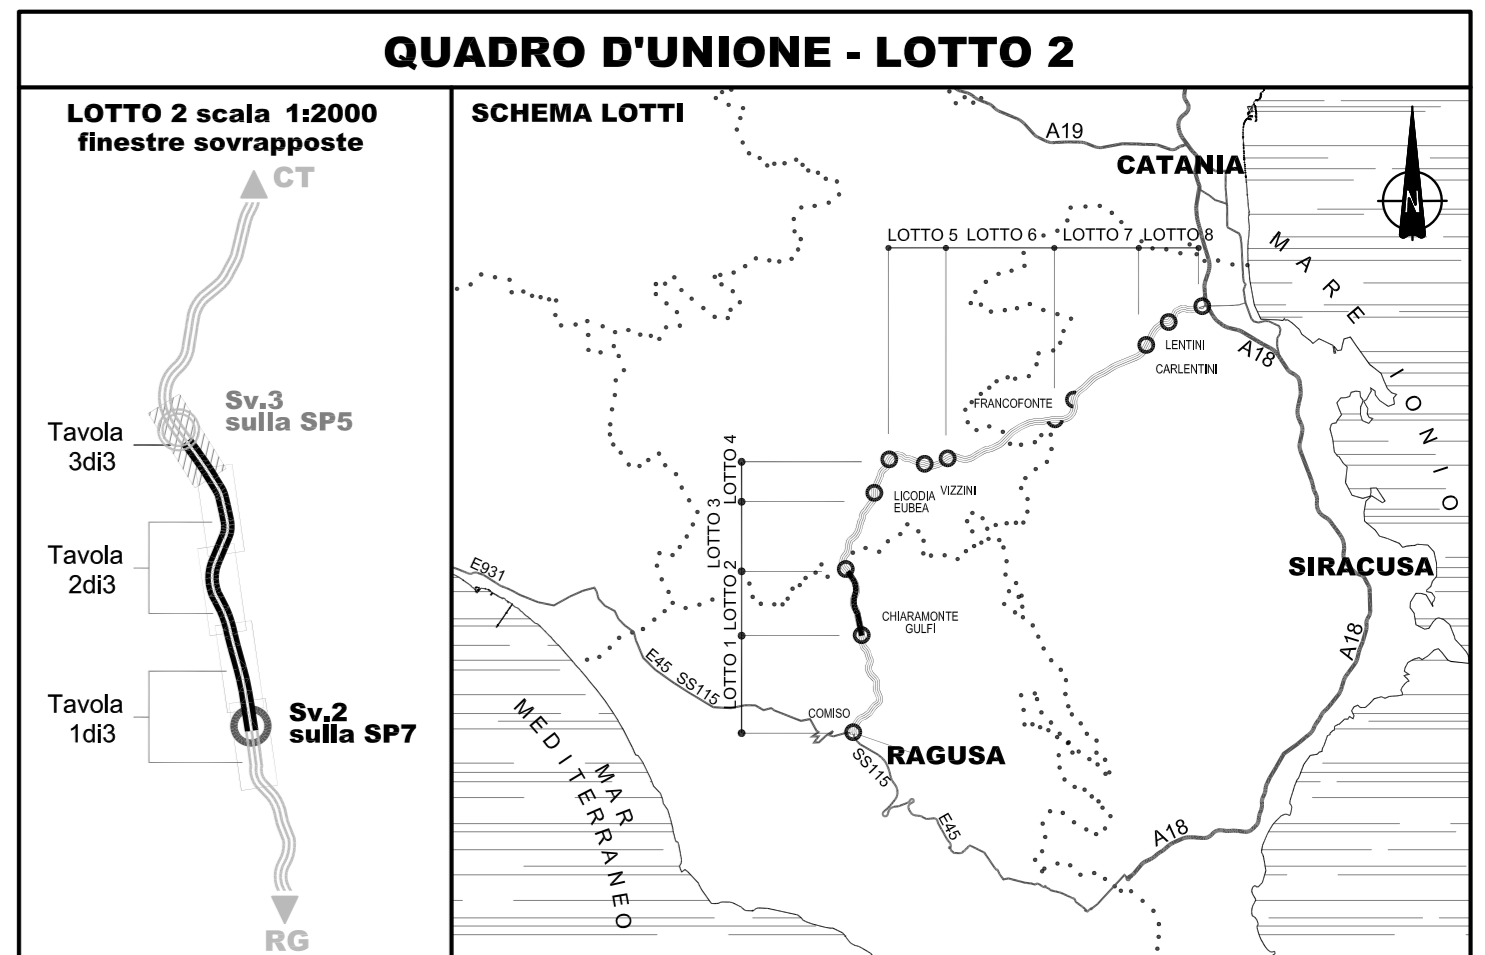 QUADRO D'UNIONE - LOTTO 2
LOTTO 2 scala 1:2000
finestre sovrapposte
CT
Sv.3
sulla SP5
Tavola
3di3
Tavola
2di3
Tavola
1di3
Sv.2
sulla SP7
RG
SCHEMA LOTTI
A19
CATANIA
N
LOTTO 5
LOTTO 6
LOTTO 7
LOTTO 8
MARE IONIO
A18
LENTINI
CARLENTINI
FRANCOFONTE
LOTTO 4
LOTTO 3
LOTTO 2
LOTTO 1
LICODIA
EUBEA
VIZZINI
SIRACUSA
E931
CHIARAMONTE
GULFI
A18
E45
SS115
COMISO
RAGUSA
SS115
E45
A18
MAR
MEDITERRANEO